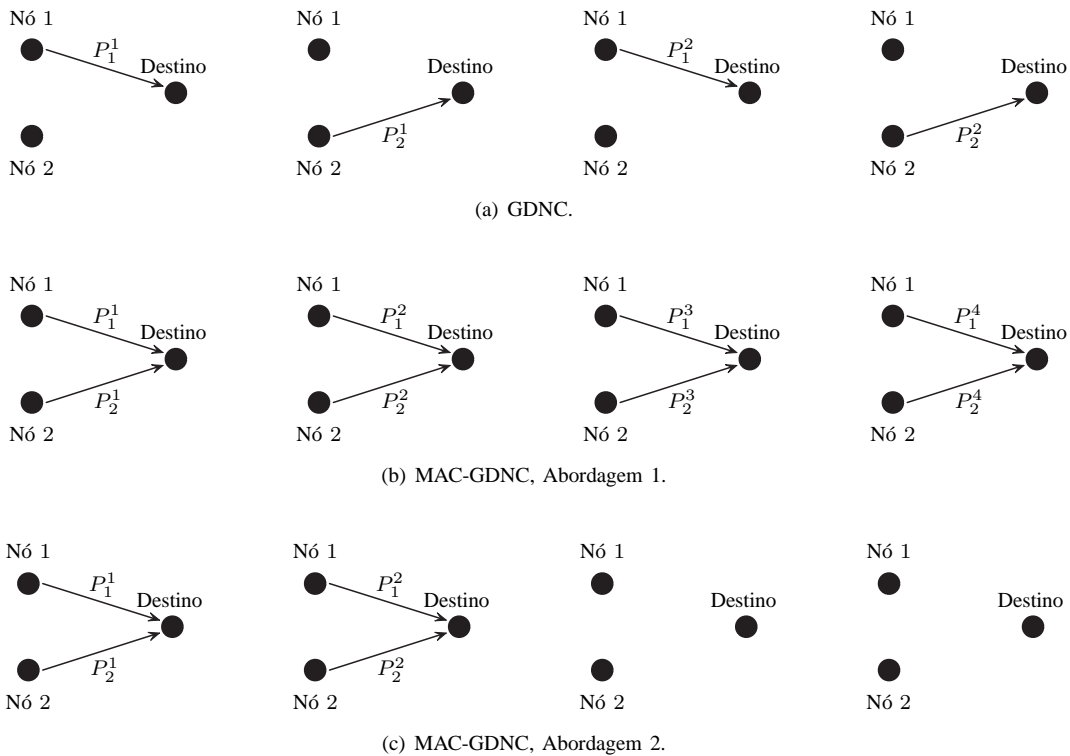 Nó 1 Nó 1 Nó 1 Nó 1
P_1^1 Destino Destino P_1^2 Destino Destino
P_2^1 P_2^2
Nó 2 Nó 2 Nó 2 Nó 2
(a) GDNC.
Nó 1 Nó 1 Nó 1 Nó 1
P_1^1 Destino P_1^2 Destino P_1^3 Destino P_1^4 Destino
P_2^1 P_2^2 P_2^3 P_2^4
Nó 2 Nó 2 Nó 2 Nó 2
(b) MAC-GDNC, Abordagem 1.
Nó 1 Nó 1 Nó 1 Nó 1
P_1^1 Destino P_1^2 Destino Destino Destino
P_2^1 P_2^2
Nó 2 Nó 2 Nó 2 Nó 2
(c) MAC-GDNC, Abordagem 2.